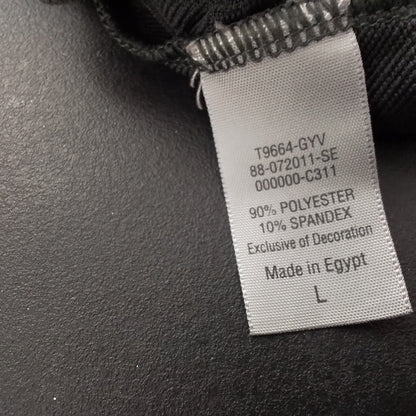 T9664-GYV
88-072011-SE
000000-C311
90% POLYESTER
10% SPANDEX
Exclusive of Decoration
Made in Egypt
L